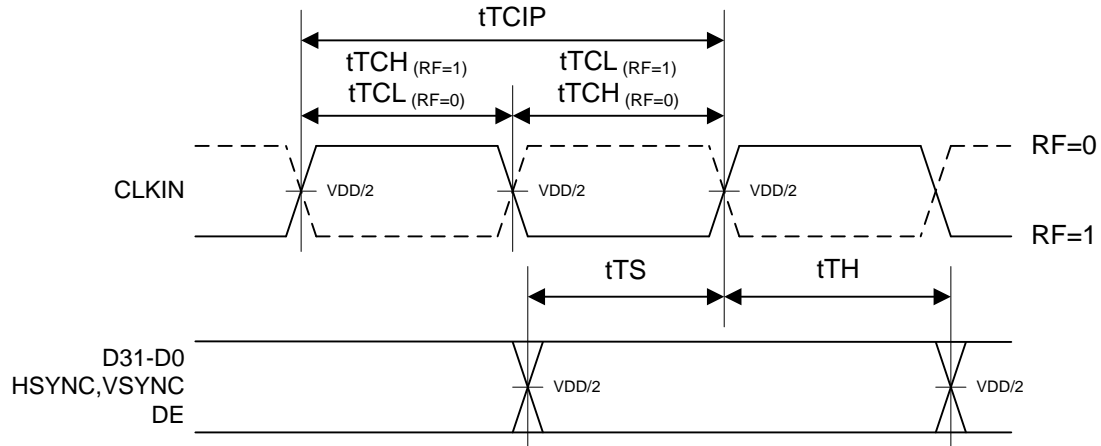 tTCIP
tTCH (RF=1)
tTCL (RF=1)
tTCL (RF=0)
tTCH (RF=0)
RF=0
CLKIN
VDD/2
VDD/2
VDD/2
RF=1
tTS
tTH
D31-D0
HSYNC,VSYNC
DE
VDD/2
VDD/2